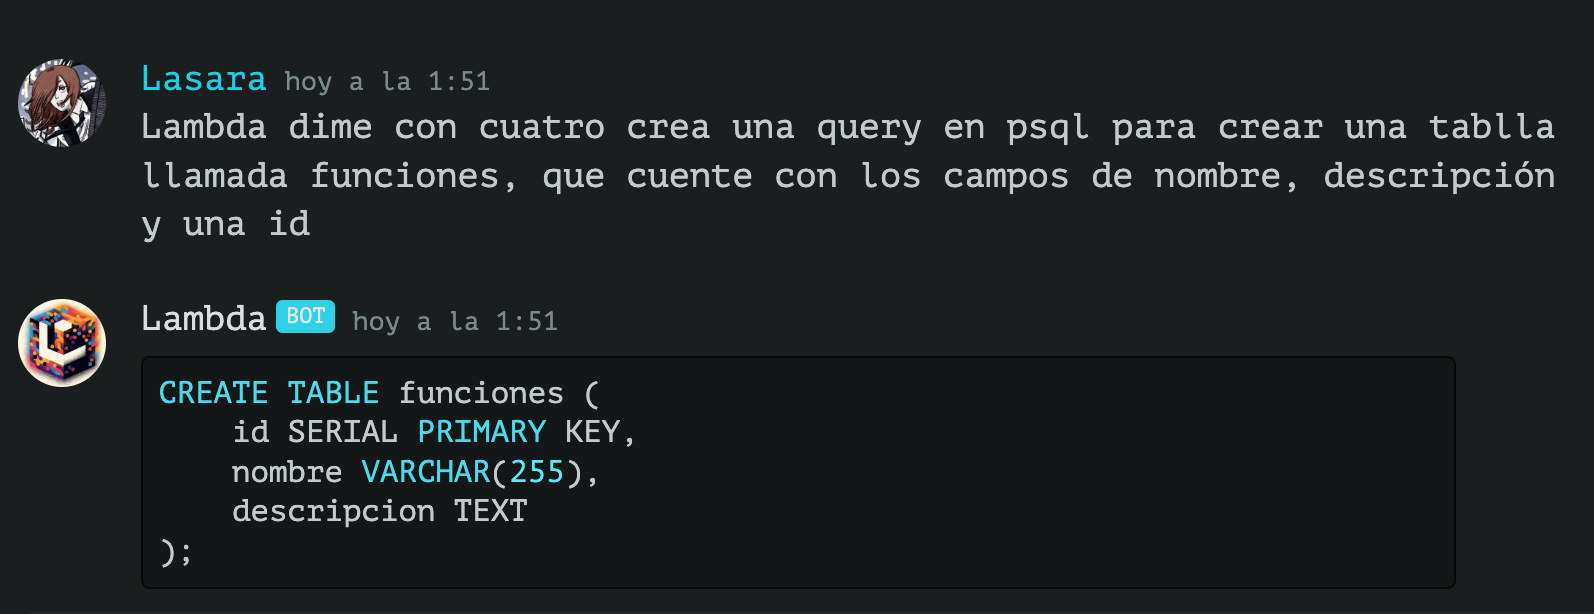 Lasara hoy a la 1:51
Lambda dime con cuatro crea una query en psql para crear una tablla
llamada funciones, que cuente con los campos de nombre, descripción
y una id
Lambda BOT hoy a la 1:51
CREATE TABLE funciones (
    id SERIAL PRIMARY KEY,
    nombre VARCHAR(255),
    descripcion TEXT
);